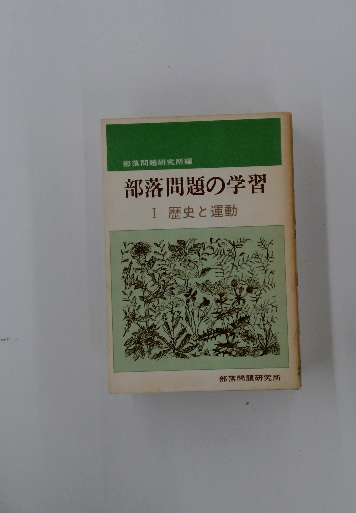 部落問題研究所編
部落問題の学習
I 歴史と運動
部落問題研究所